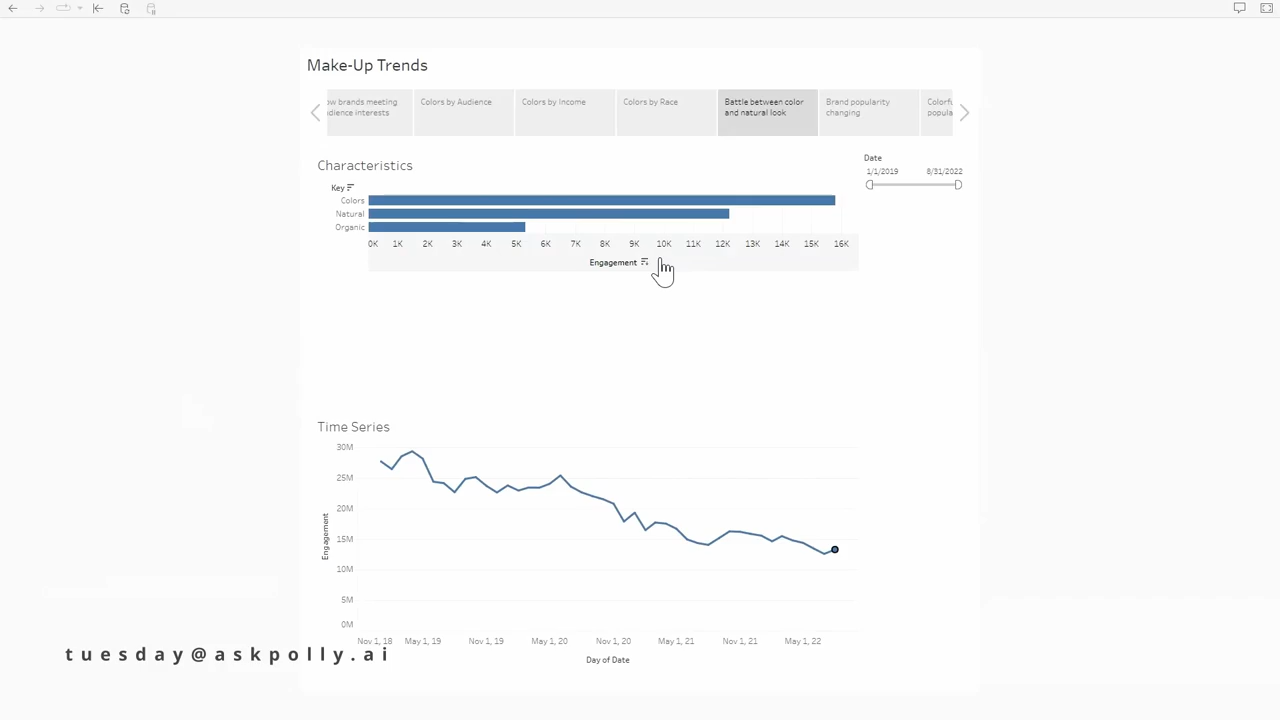 Make-Up Trends
ow brands meeting
dience interests
Colors by Audience
Colors by Income
Colors by Race
Battle between color
and natural look
Brand popularity
changing
Colorfu
popula
Characteristics
Date
1/1/2019 8/31/2022
Key
Colors
Natural
Organic
0K 1K 2K 3K 4K 5K 6K 7K 8K 9K 10K 11K 12K 13K 14K 15K 16K
Engagement
Time Series
30M
25M
20M
15M
10M
5M
0M
Engagement
Nov 1, 18 May 1, 19 Nov 1, 19 May 1, 20 Nov 1, 20 May 1, 21 Nov 1, 21 May 1, 22
Day of Date
tuesday@askpolly.ai